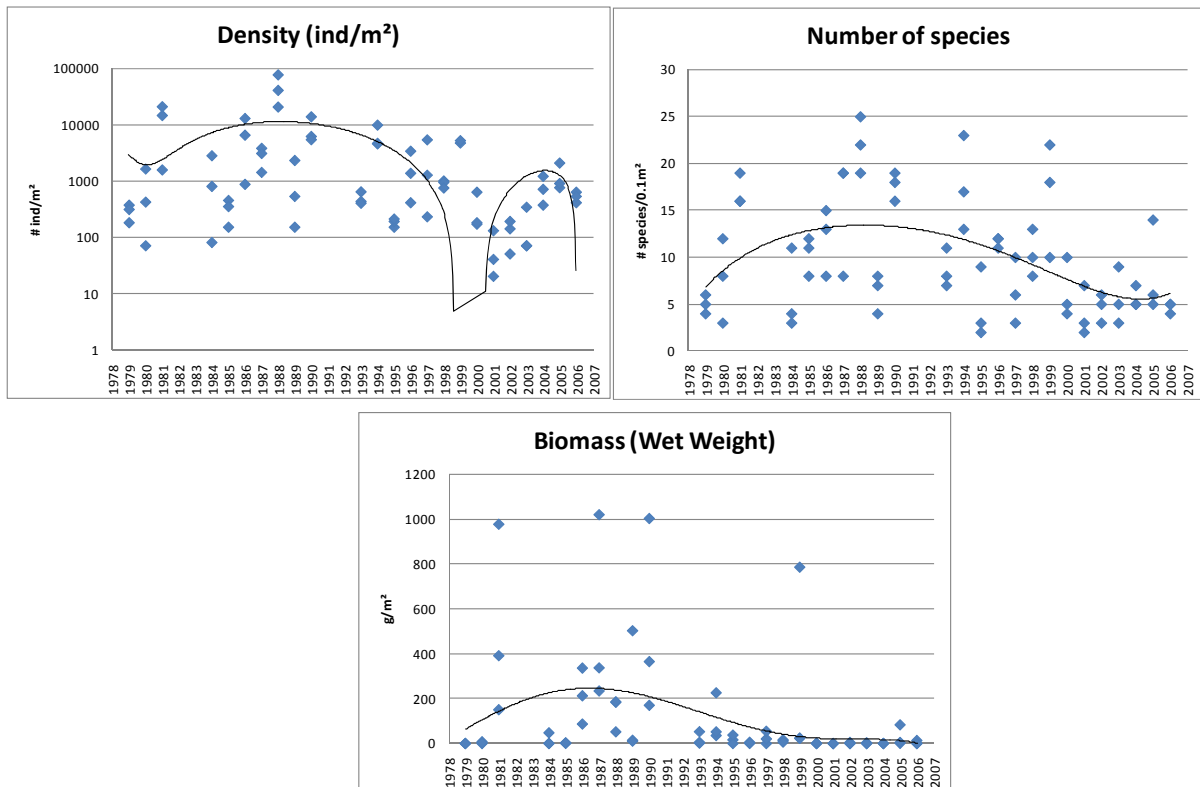 Density (ind/m²)
# ind/m²
100000
10000
1000
100
10
1
1978 1979 1980 1981 1982 1983 1984 1985 1986 1987 1988 1989 1990 1991 1992 1993 1994 1995 1996 1997 1998 1999 2000 2001 2002 2003 2004 2005 2006 2007
Number of species
# species/0.1m²
30
25
20
15
10
5
0
1978 1979 1980 1981 1982 1983 1984 1985 1986 1987 1988 1989 1990 1991 1992 1993 1994 1995 1996 1997 1998 1999 2000 2001 2002 2003 2004 2005 2006 2007
Biomass (Wet Weight)
g/m²
1200
1000
800
600
400
200
0
1978 1979 1980 1981 1982 1983 1984 1985 1986 1987 1988 1989 1990 1991 1992 1993 1994 1995 1996 1997 1998 1999 2000 2001 2002 2003 2004 2005 2006 2007